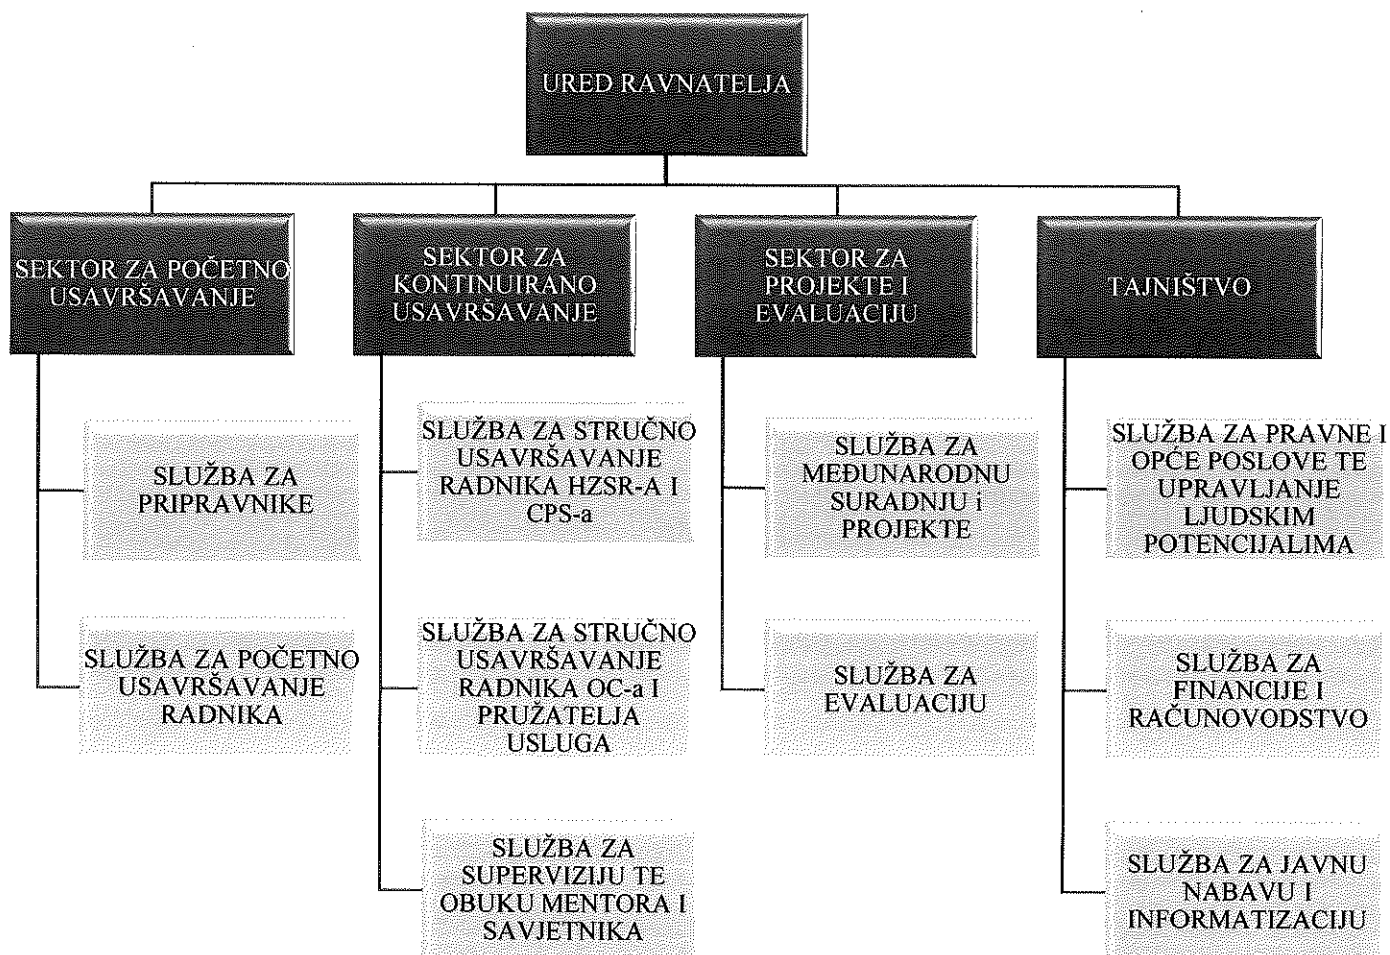 URED RAVNATELJA
SEKTOR ZA POČETNO
USAVRŠAVANJE
SEKTOR ZA
KONTINUIRANO
USAVRŠAVANJE
SEKTOR ZA
PROJEKTE I
EVALUACIJU
TAJNIŠTVO
SLUŽBA ZA
PRIPRAVNIKE
SLUŽBA ZA POČETNO
USAVRŠAVANJE
RADNIKA
SLUŽBA ZA STRUČNO
USAVRŠAVANJE
RADNIKA HZSR-A I
CPS-a
SLUŽBA ZA STRUČNO
USAVRŠAVANJE
RADNIKA OC-a I
PRUŽATELJA
USLUGA
SLUŽBA ZA
SUPERVIZIJU TE
OBUKU MENTORA I
SAVJETNIKA
SLUŽBA ZA
MEĐUNARODNU
SURADNJU i
PROJEKTE
SLUŽBA ZA
EVALUACIJU
SLUŽBA ZA PRAVNE I
OPĆE POSLOVE TE
UPRAVLJANJE
LJUDSKIM
POTENCIJALIMA
SLUŽBA ZA
FINANCIJE I
RAČUNOVODSTVO
SLUŽBA ZA JAVNU
NABAVU I
INFORMATIZACIJU